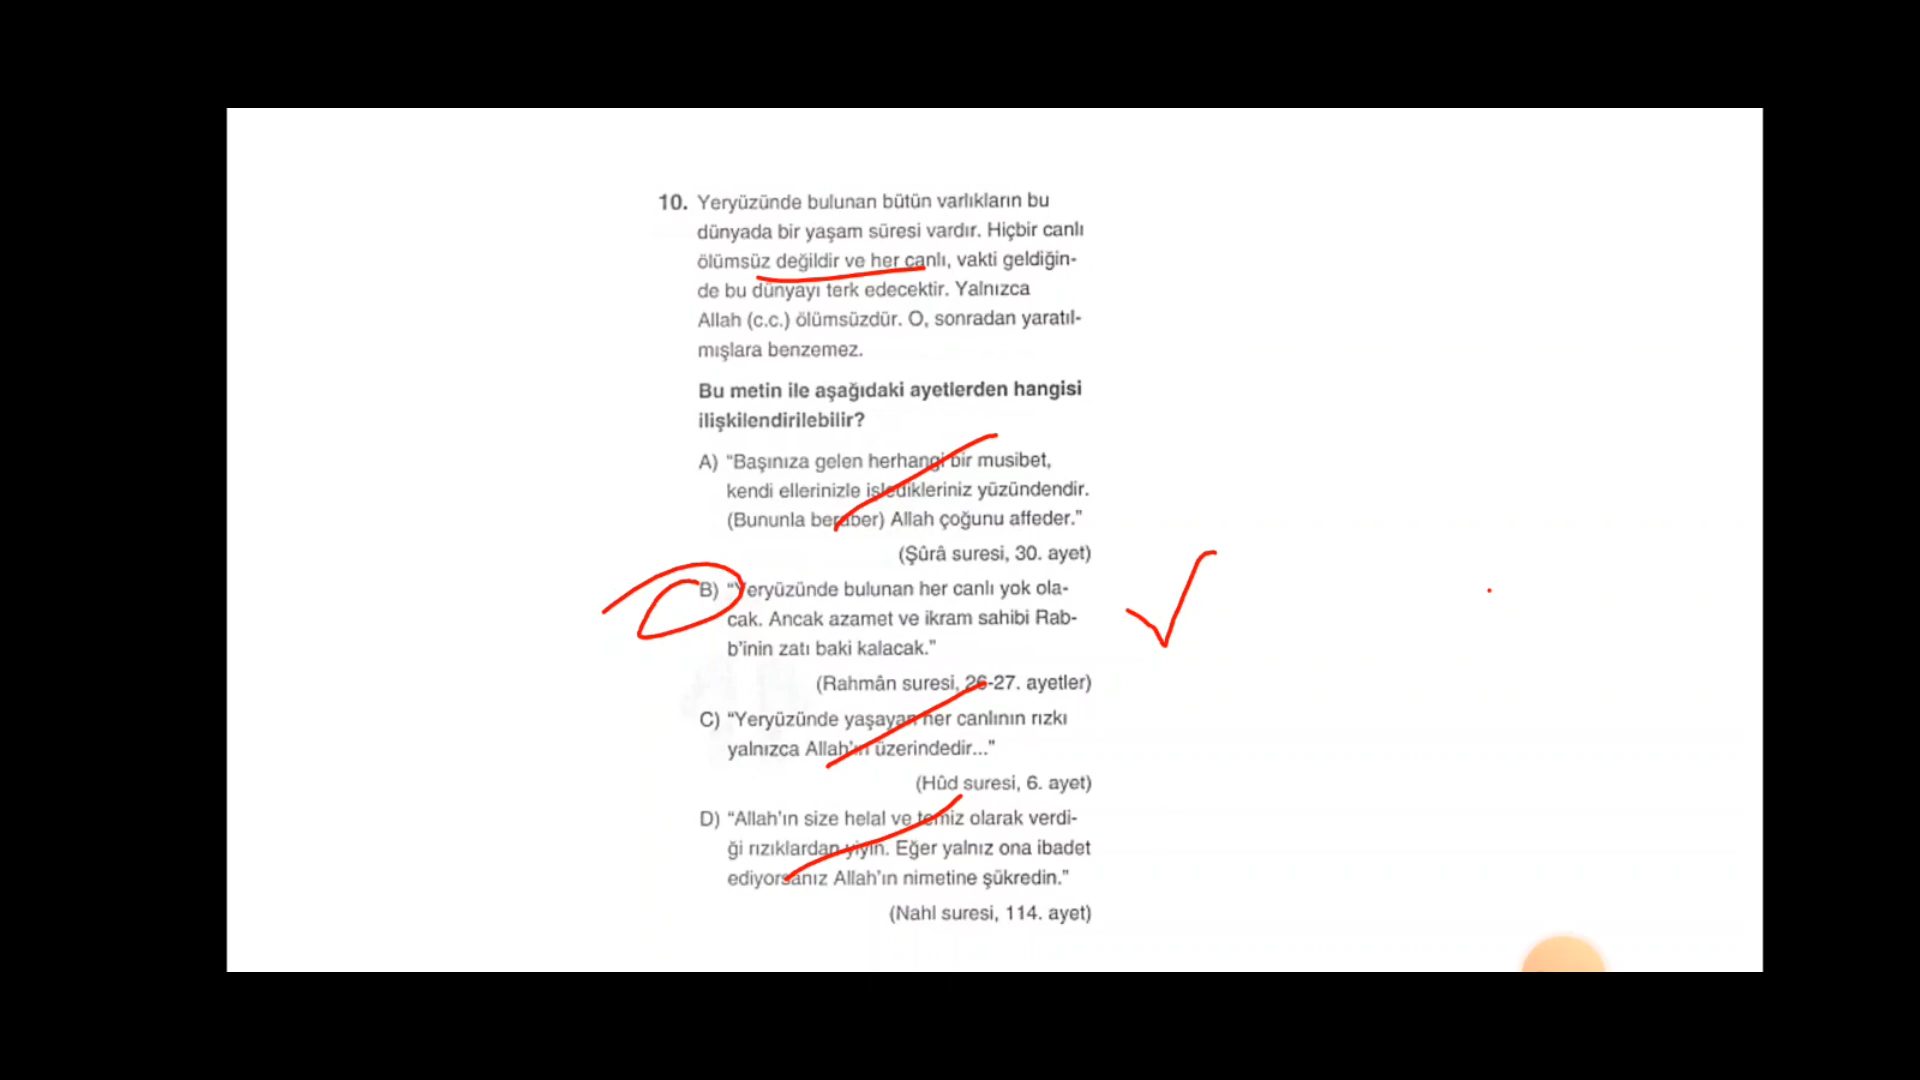 10. Yeryüzünde bulunan bütün varlıkların bu
dünyada bir yaşam süresi vardır. Hiçbir canlı
ölümsüz değildir ve her canlı, vakti geldiğin-
de bu dünyayı terk edecektir. Yalnızca
Allah (c.c.) ölümsüzdür. O, sonradan yaratıl-
mışlara benzemez.
Bu metin ile aşağıdaki ayetlerden hangisi
ilişkilendirilebilir?
A) “Başınıza gelen herhangi bir musibet,
kendi ellerinizle işledikleriniz yüzündendir.
(Bununla beraber) Allah çoğunu affeder.”
(Şûrâ suresi, 30. ayet)
B) “Yeryüzünde bulunan her canlı yok ola-
cak. Ancak azamet ve ikram sahibi Rab-
b’inin zatı baki kalacak.”
(Rahmân suresi, 26-27. ayetler)
C) “Yeryüzünde yaşayan her canlının rızkı
yalnızca Allah’ın üzerindedir...”
(Hûd suresi, 6. ayet)
D) “Allah’ın size helal ve temiz olarak verdi-
ği rızıklardan yiyin. Eğer yalnız ona ibadet
ediyorsanız Allah’ın nimetine şükredin.”
(Nahl suresi, 114. ayet)